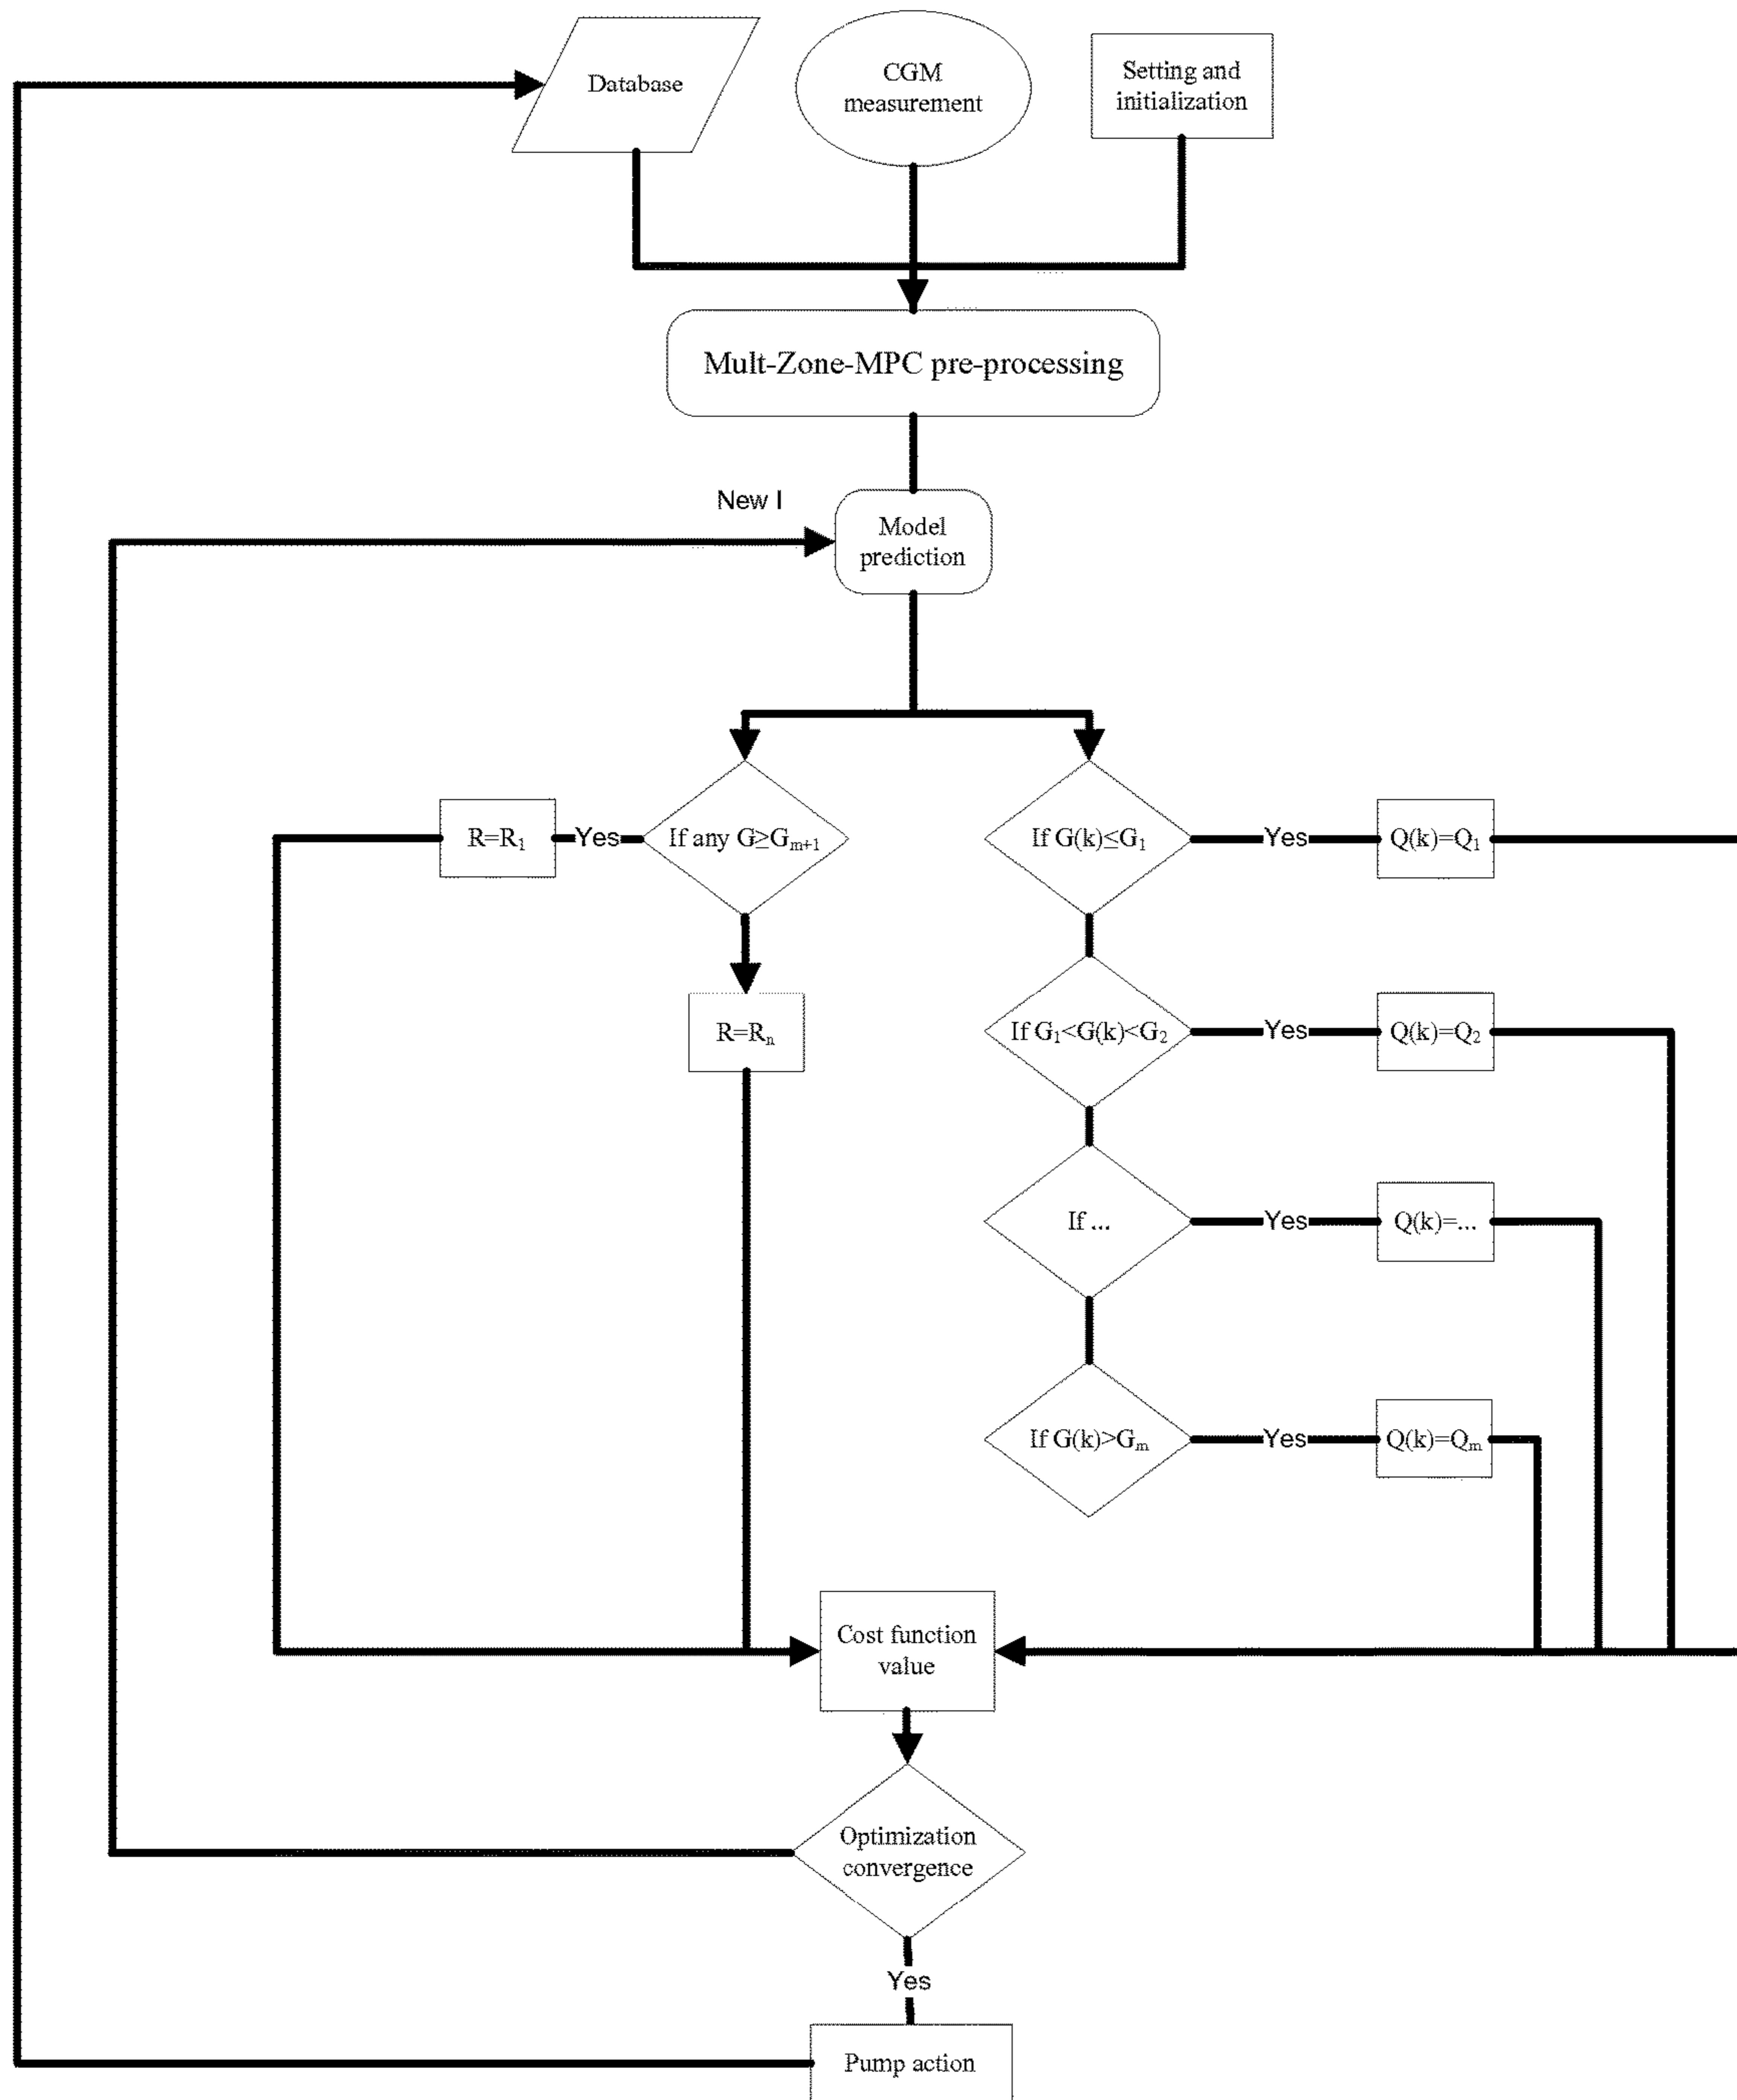 Database
CGM
measurement
Setting and
initialization
Mult-Zone-MPC pre-processing
New I
Model
prediction
R=R₁
Yes
If any G≥Gₘ₊₁
If G(k)≤G₁
Yes
Q(k)=Q₁
R=Rₙ
If G₁<G(k)<G₂
Yes
Q(k)=Q₂
If ...
Yes
Q(k)=...
If G(k)>Gₘ
Yes
Q(k)=Qₘ
Cost function
value
Optimization
convergence
Yes
Pump action